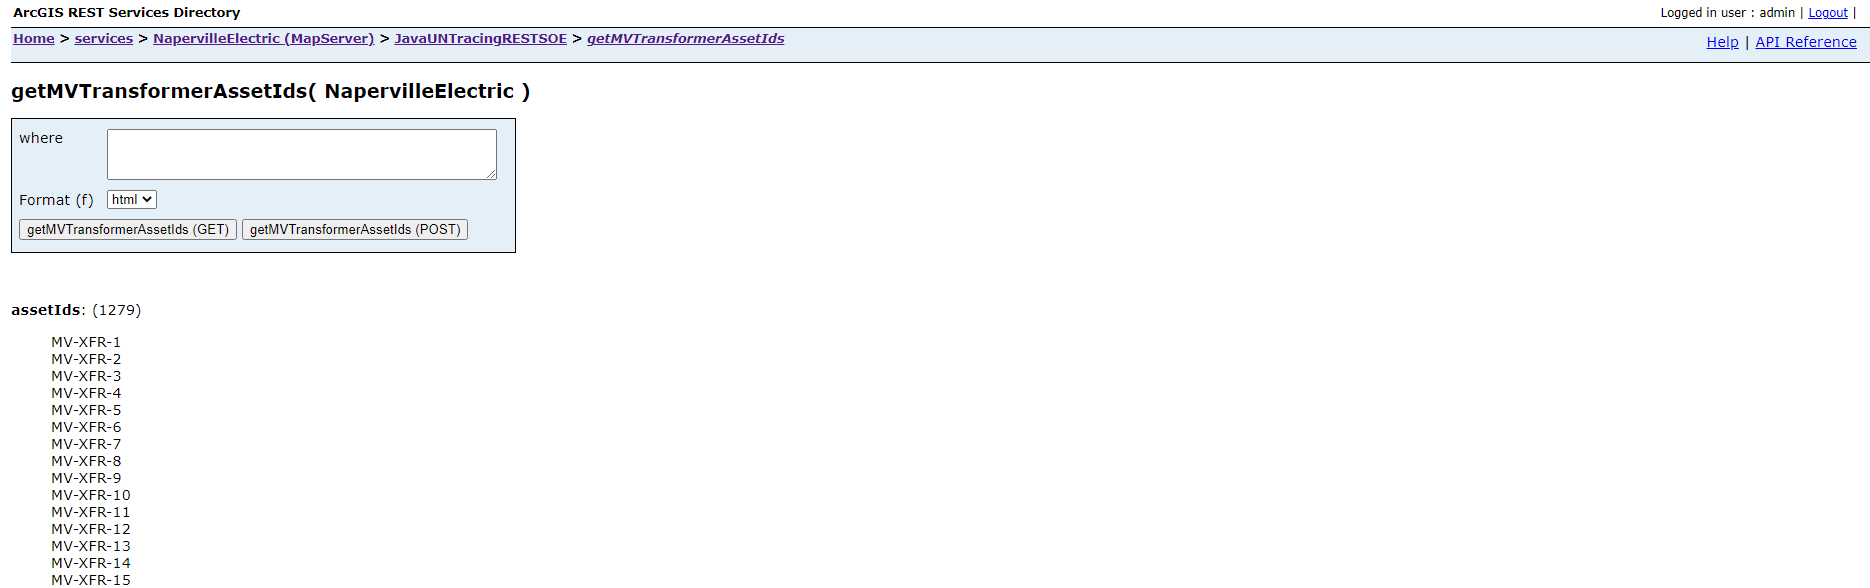 ArcGIS REST Services Directory
Logged in user : admin | Logout |
Home > services > NapervilleElectric (MapServer) > JavaUNTracingRESTSOE > getMVTransformerAssetIds
Help | API Reference
getMVTransformerAssetIds( NapervilleElectric )
where
Format (f) html
getMVTransformerAssetIds (GET) getMVTransformerAssetIds (POST)
assetIds: (1279)
MV-XFR-1
MV-XFR-2
MV-XFR-3
MV-XFR-4
MV-XFR-5
MV-XFR-6
MV-XFR-7
MV-XFR-8
MV-XFR-9
MV-XFR-10
MV-XFR-11
MV-XFR-12
MV-XFR-13
MV-XFR-14
MV-XFR-15